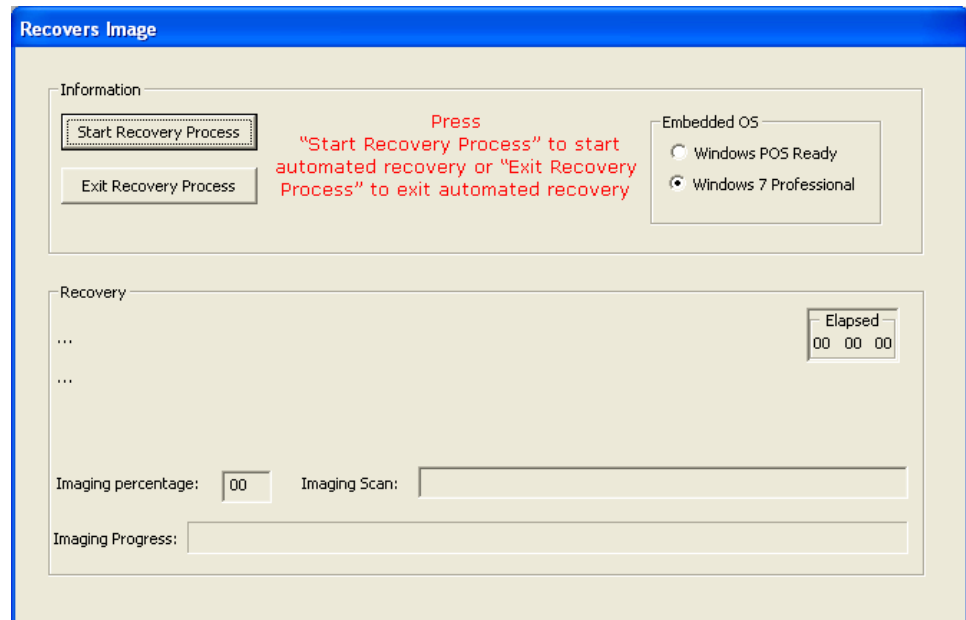 Recovers Image
Information
Start Recovery Process
Exit Recovery Process
Press
"Start Recovery Process" to start
automated recovery or "Exit Recovery
Process" to exit automated recovery
Embedded OS
Windows POS Ready
Windows 7 Professional
Recovery
...
...
Elapsed
00 00 00
Imaging percentage: 00 Imaging Scan:
Imaging Progress: